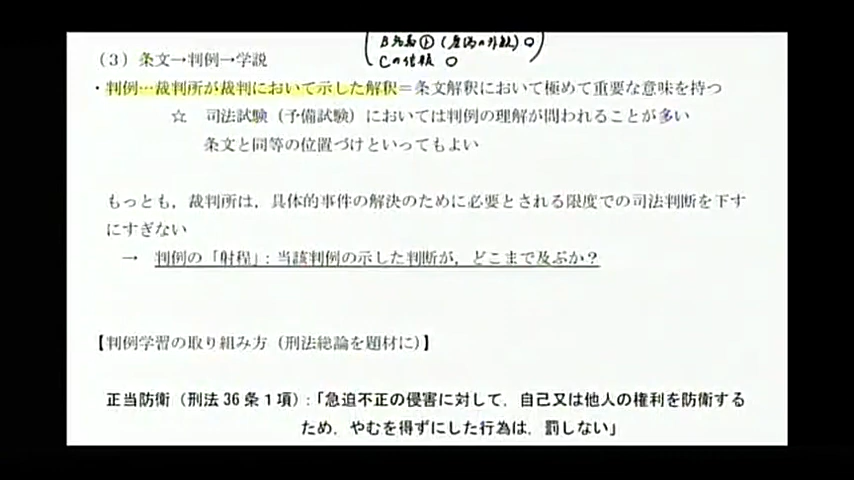 B 名義 ① (虚偽の外観) ○
Cの信頼 ○
（3）条文→判例→学説
・判例…裁判所が裁判において示した解釈＝条文解釈において極めて重要な意味を持つ
☆ 司法試験（予備試験）においては判例の理解が問われることが多い
条文と同等の位置づけといってもよい
もっとも，裁判所は，具体的事件の解決のために必要とされる限度での司法判断を下す
にすぎない
→ 判例の「射程」：当該判例の示した判断が，どこまで及ぶか？
【判例学習の取り組み方（刑法総論を題材に）】
正当防衛（刑法 36 条１項）：「急迫不正の侵害に対して，自己又は他人の権利を防衛する
ため，やむを得ずにした行為は，罰しない」